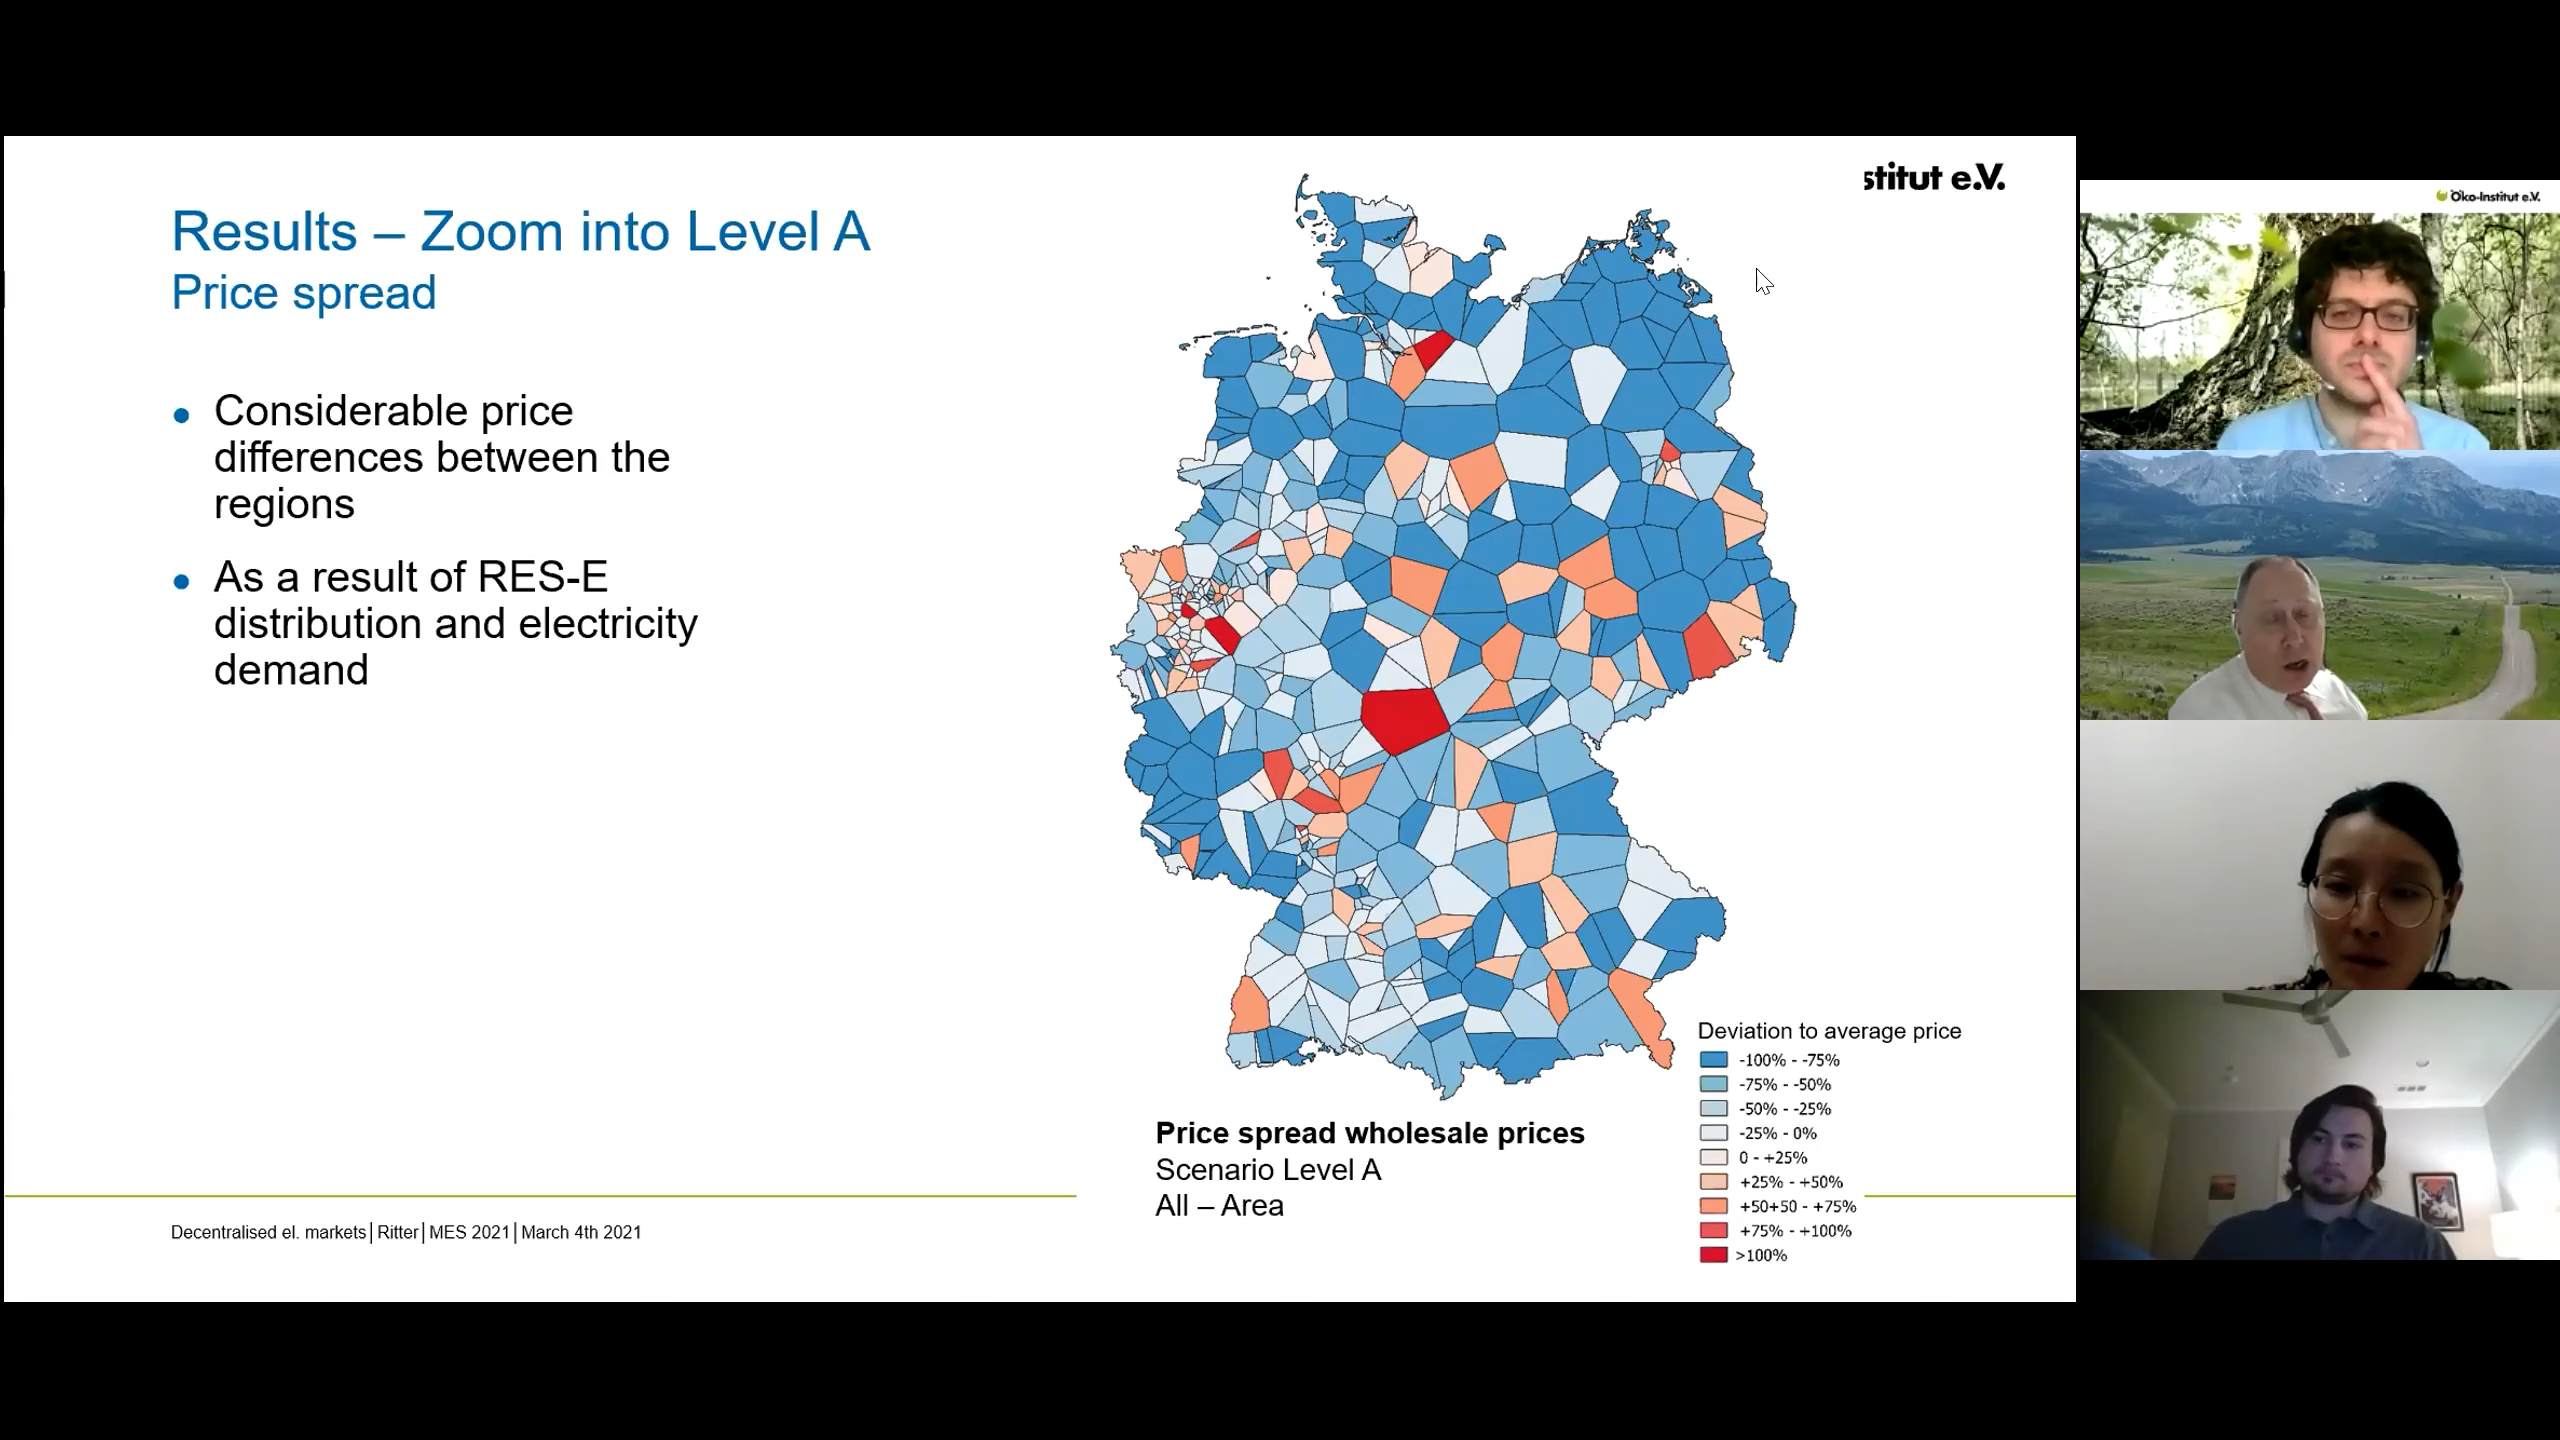 stitut e.V.
Results – Zoom into Level A
Price spread
Considerable price
differences between the
regions
As a result of RES-E
distribution and electricity
demand
Deviation to average price
-100% - -75%
-75% - -50%
-50% - -25%
-25% - 0%
0 - +25%
+25% - +50%
+50+50 - +75%
+75% - +100%
>100%
Price spread wholesale prices
Scenario Level A
All – Area
Decentralised el. markets│Ritter│MES 2021│March 4th 2021
Öko-Institut e.V.